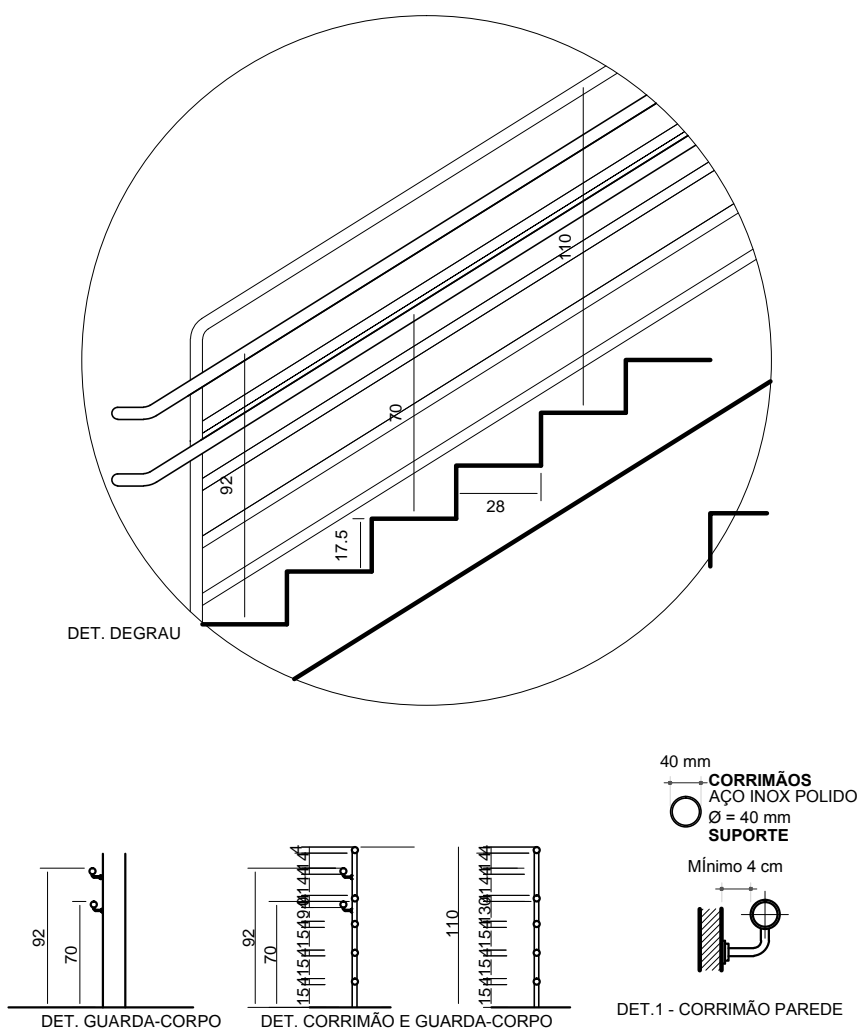 110
70
92
28
17.5
DET. DEGRAU
40 mm
CORRIMÃOS
AÇO INOX POLIDO
Ø = 40 mm
SUPORTE
MÍnimo 4 cm
92
70
92
70
110
DET. GUARDA-CORPO
DET. CORRIMÃO E GUARDA-CORPO
DET.1 - CORRIMÃO PAREDE